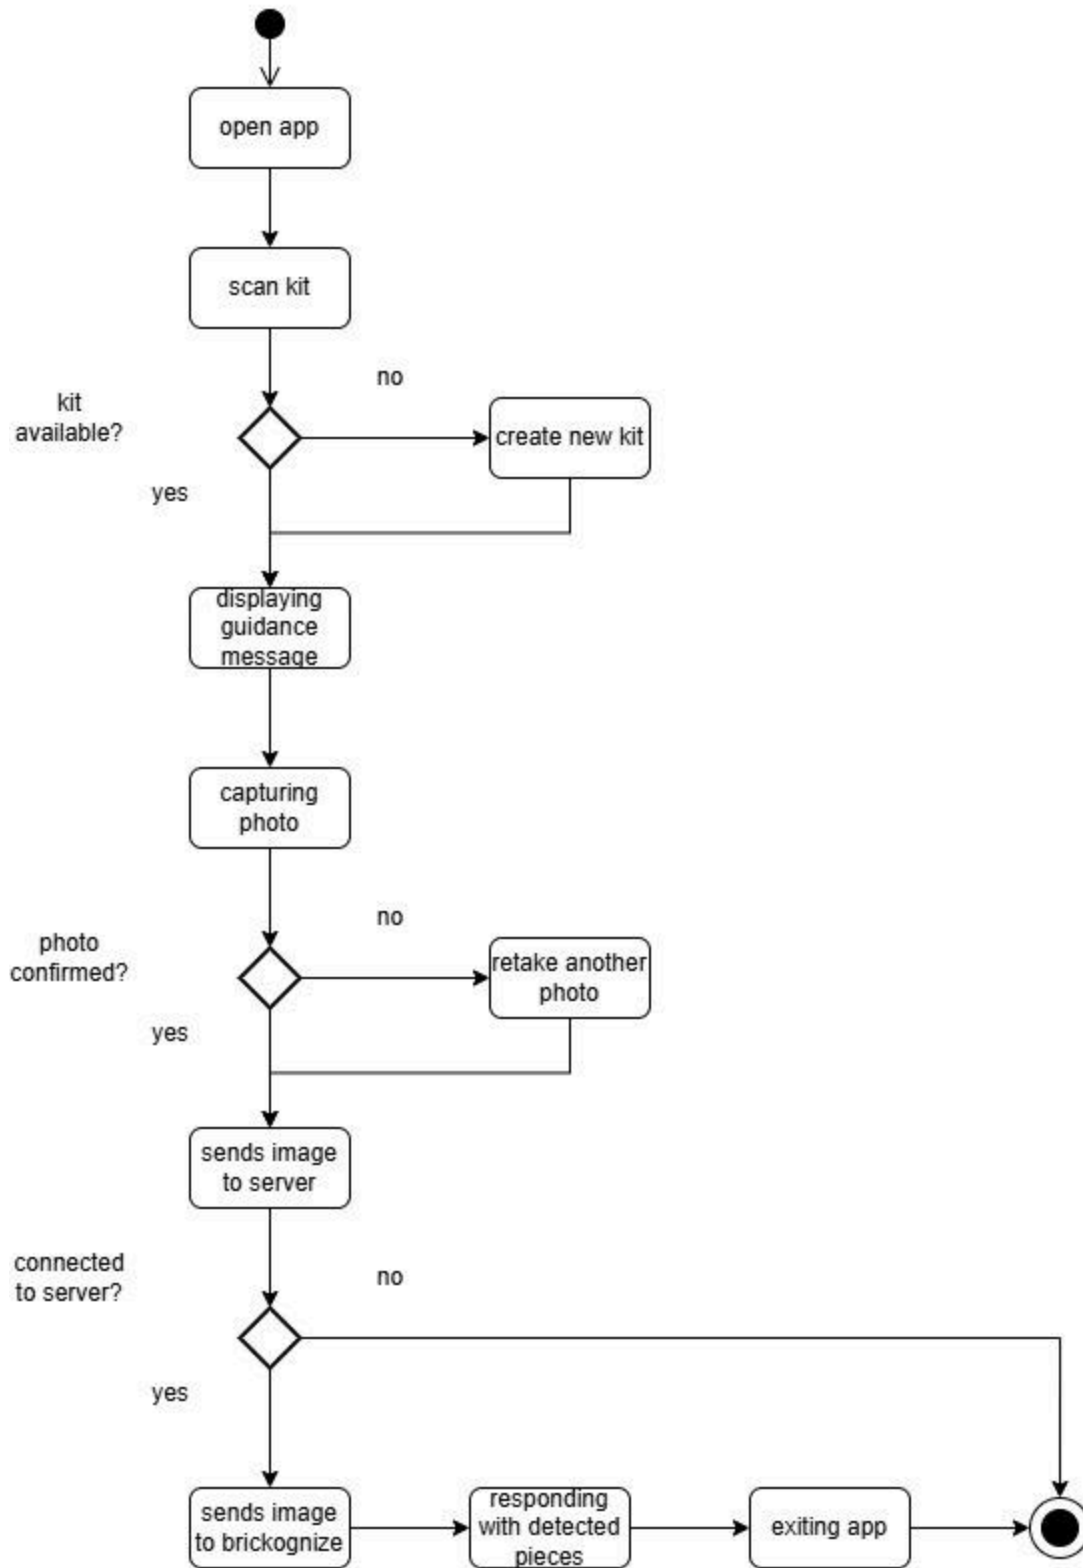 open app
scan kit
no
kit
available?
create new kit
yes
displaying
guidance
message
capturing
photo
no
photo
confirmed?
retake another
photo
yes
sends image
to server
connected
to server?
no
yes
sends image
to brickognize
responding
with detected
pieces
exiting app